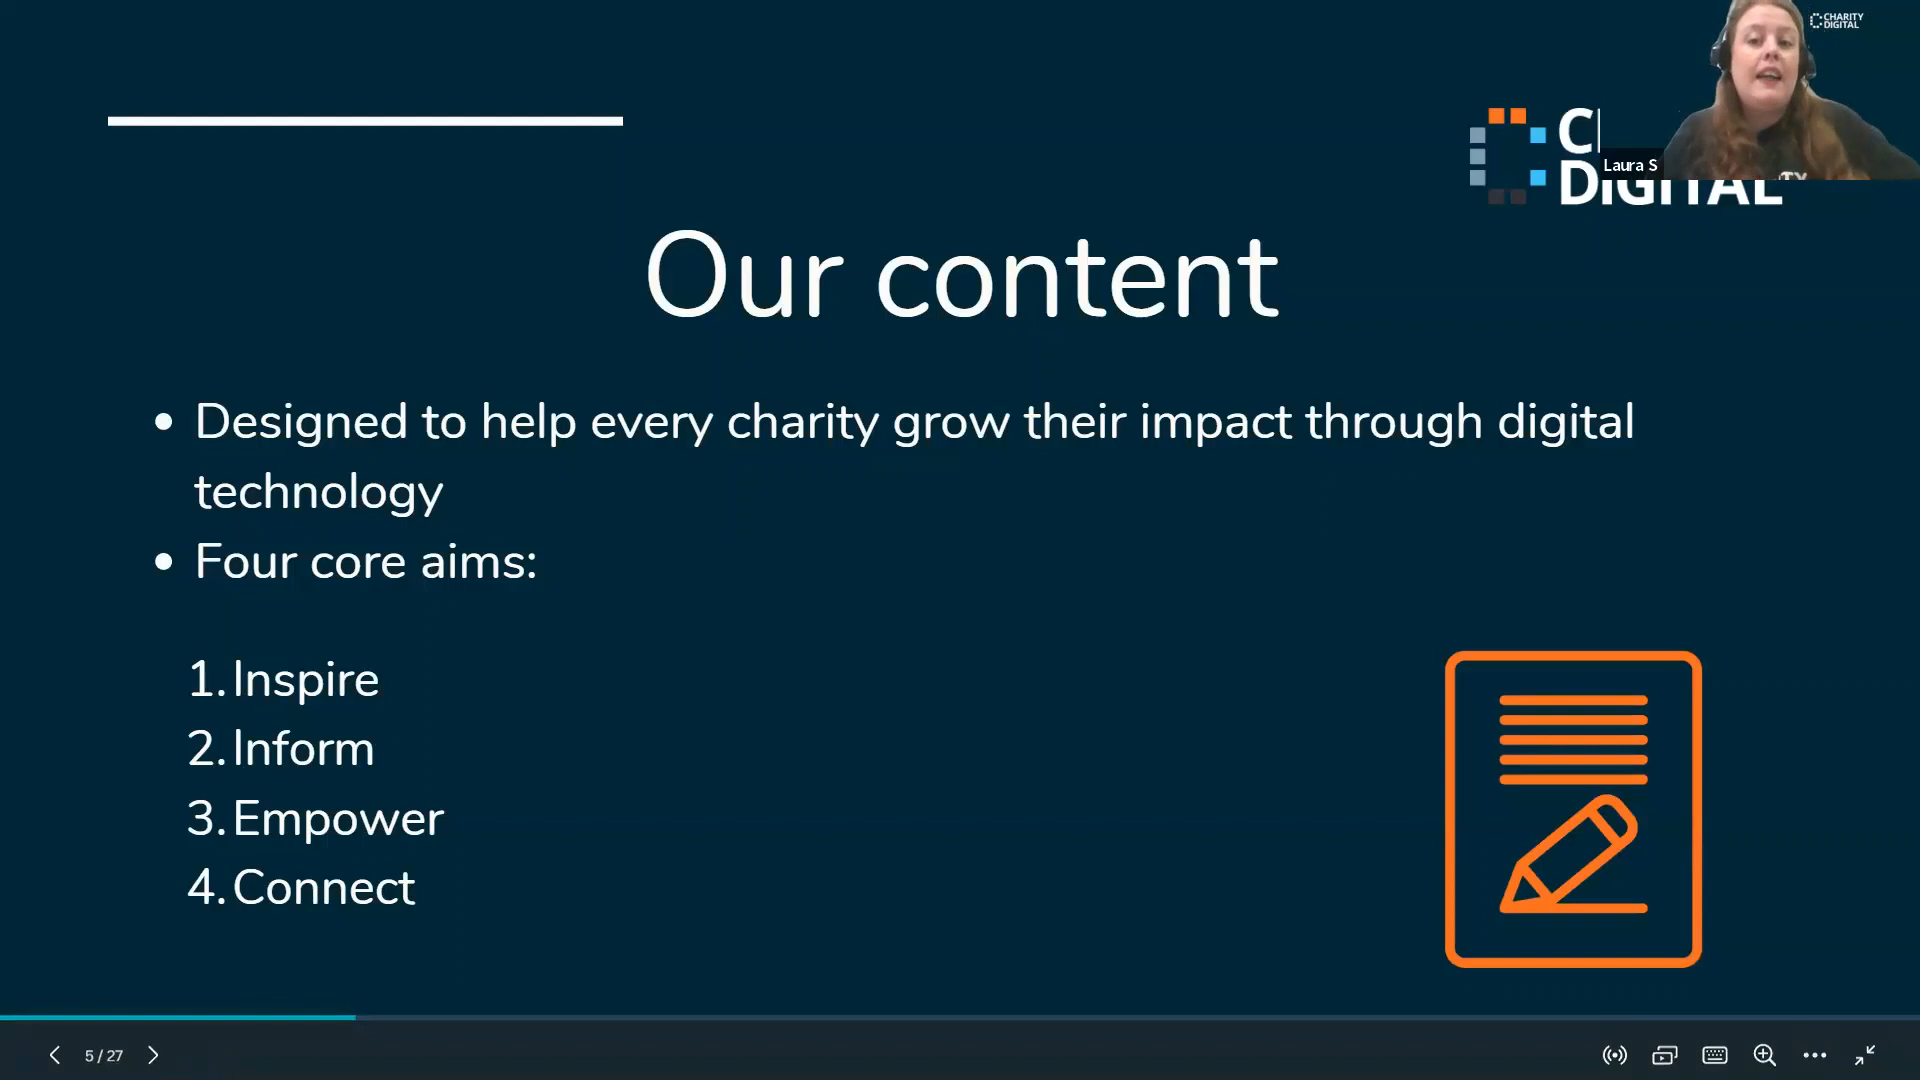 CHARITY
DIGITAL
Laura S
DIGITAL
Our content
• Designed to help every charity grow their impact through digital
technology
• Four core aims:
1. Inspire
2. Inform
3. Empower
4. Connect
5 / 27